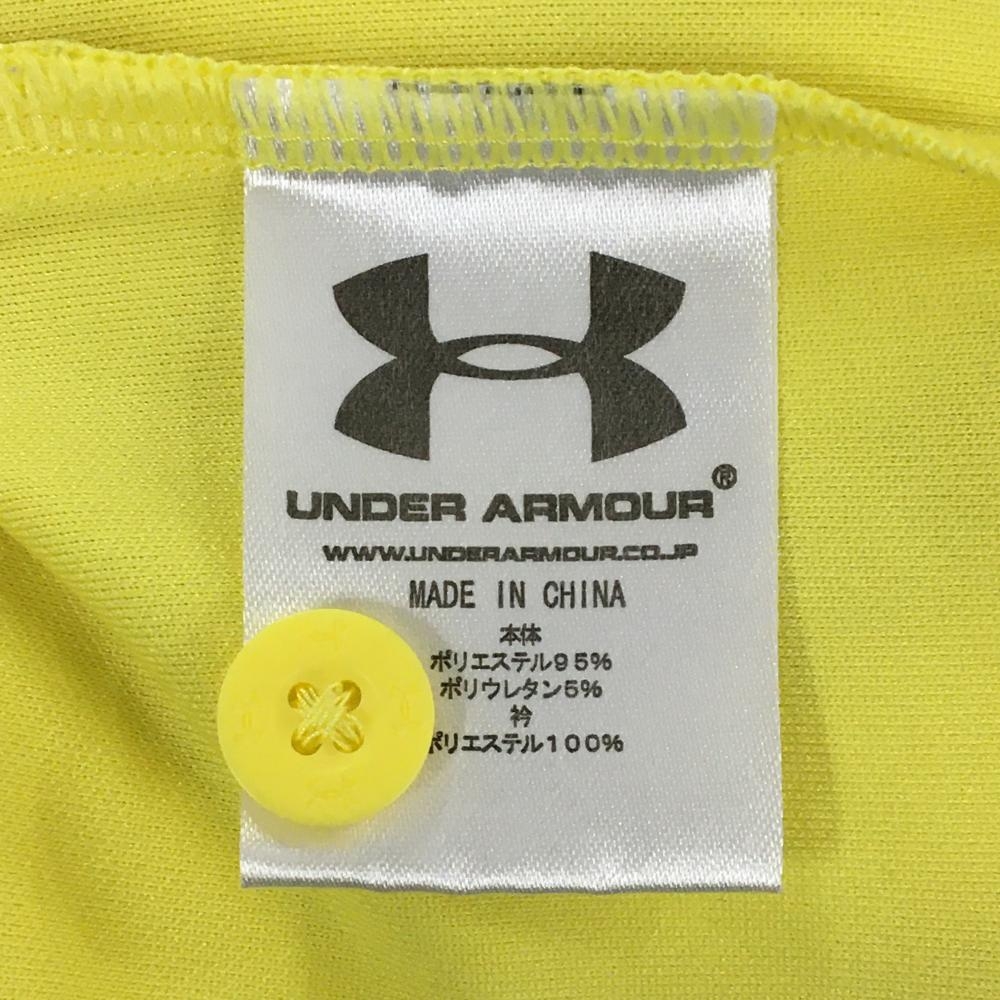 UNDER ARMOUR®
WWW.UNDERARMOUR.CO.JP
MADE IN CHINA
本体
ポリエステル95%
ポリウレタン5%
衿
ポリエステル100%